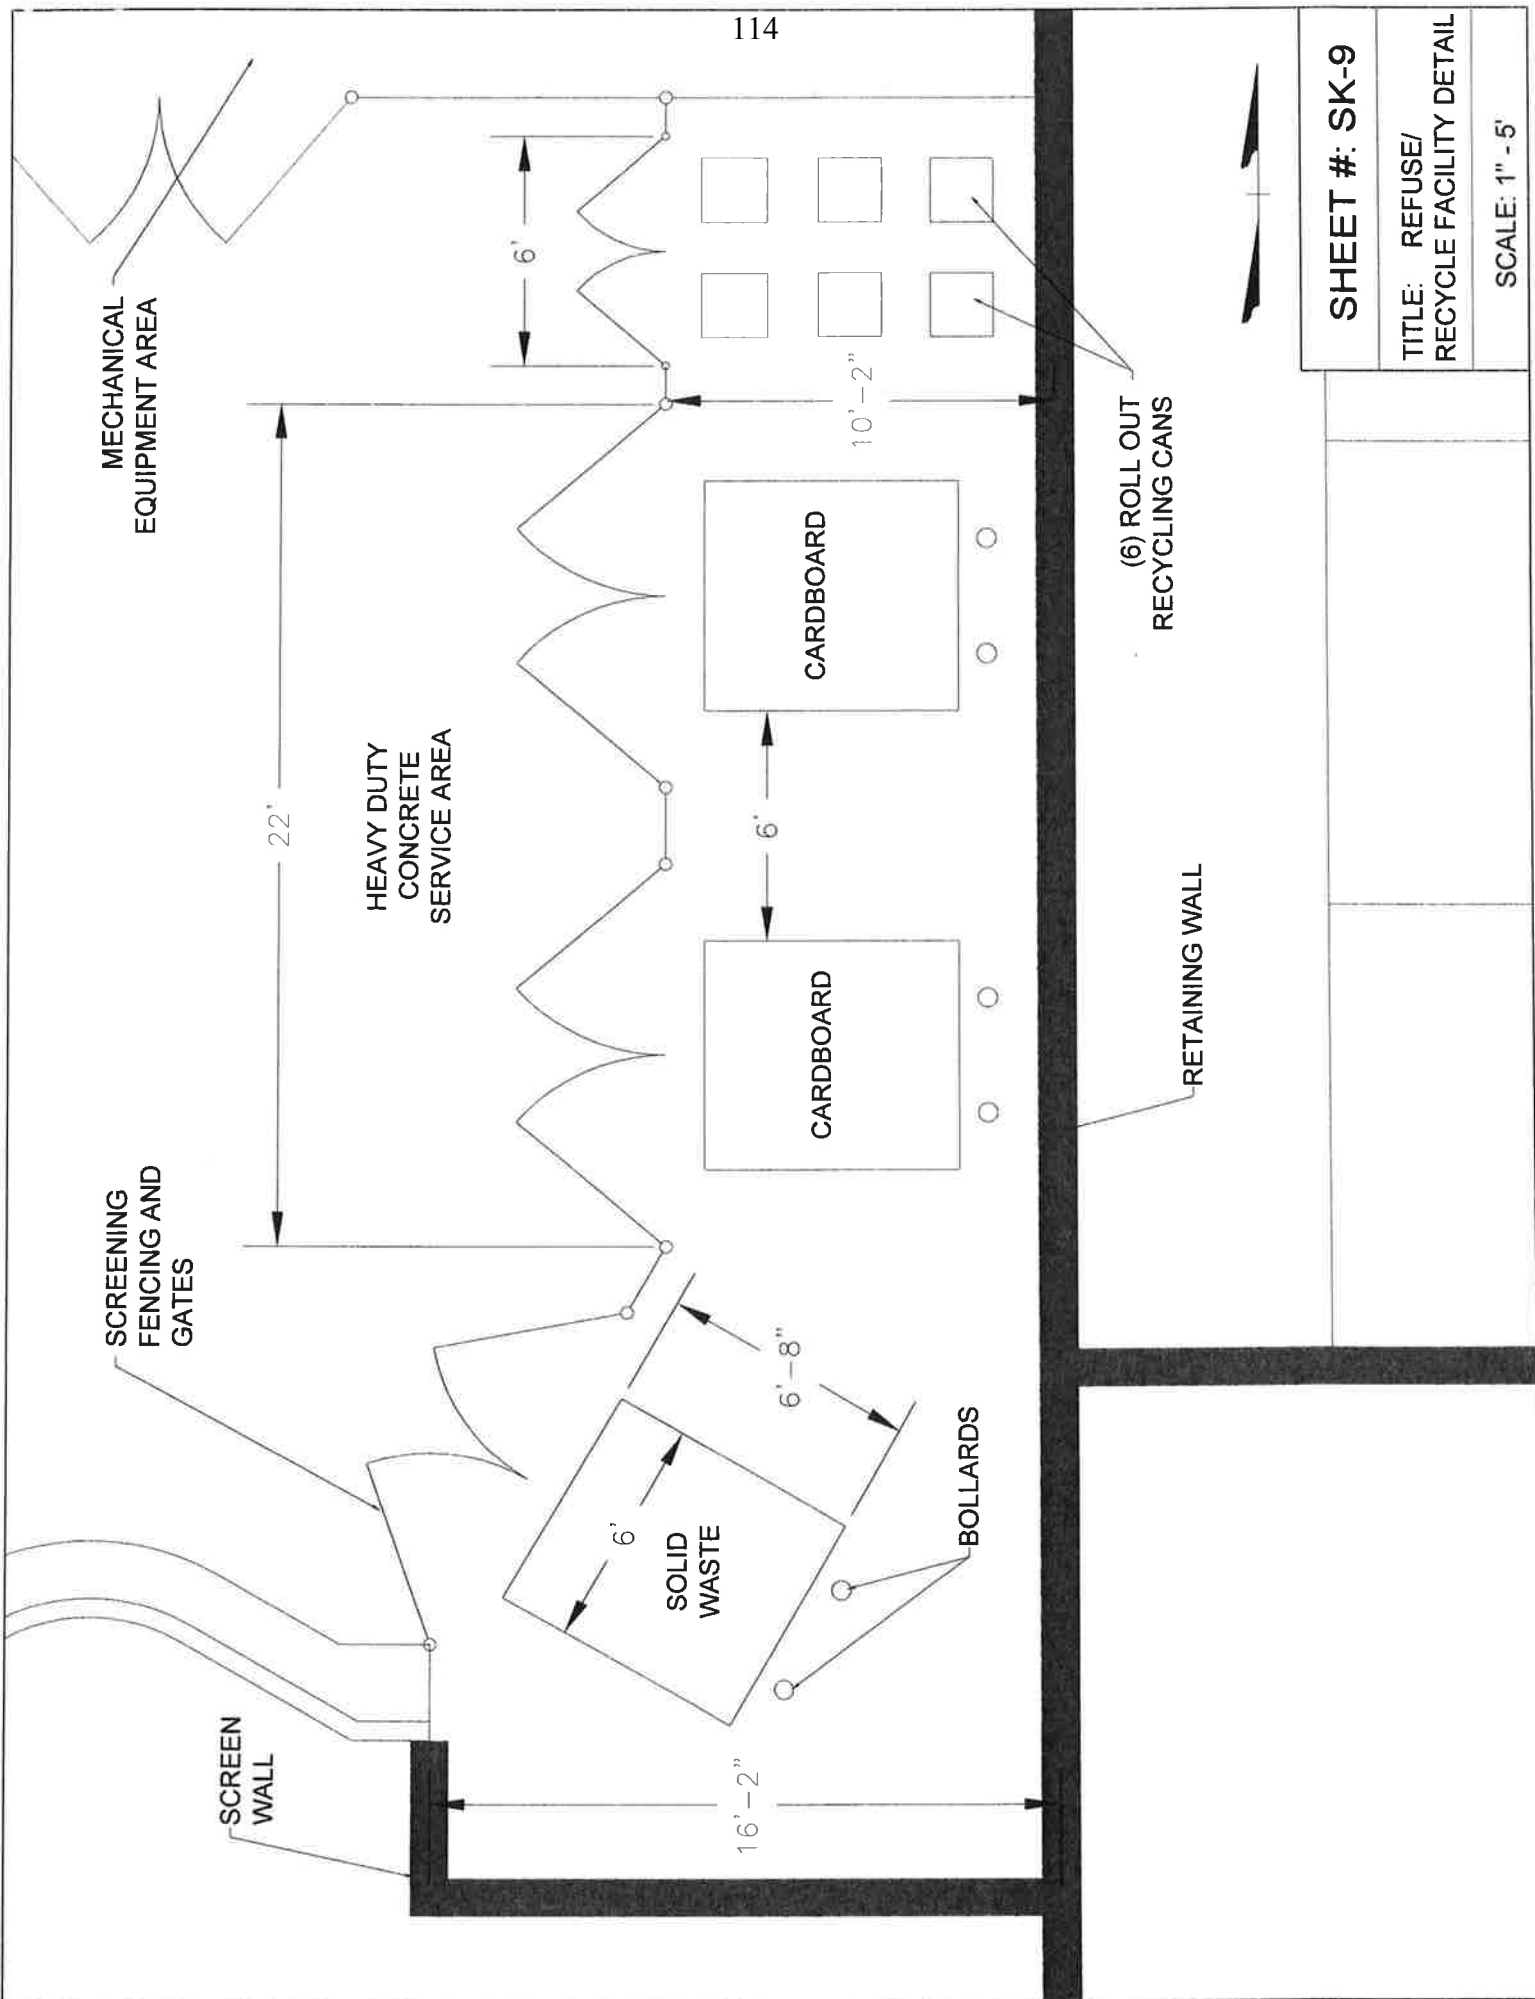 114
MECHANICAL
EQUIPMENT AREA
6'
22'
HEAVY DUTY
CONCRETE
SERVICE AREA
10'-2"
CARDBOARD
6'
CARDBOARD
(6) ROLL OUT
RECYCLING CANS
RETAINING WALL
SCREENING
FENCING AND
GATES
6'-8"
6'
SOLID
WASTE
BOLLARDS
SCREEN
WALL
16'-2"
SHEET #: SK-9
TITLE: REFUSE/
RECYCLE FACILITY DETAIL
SCALE: 1" - 5'